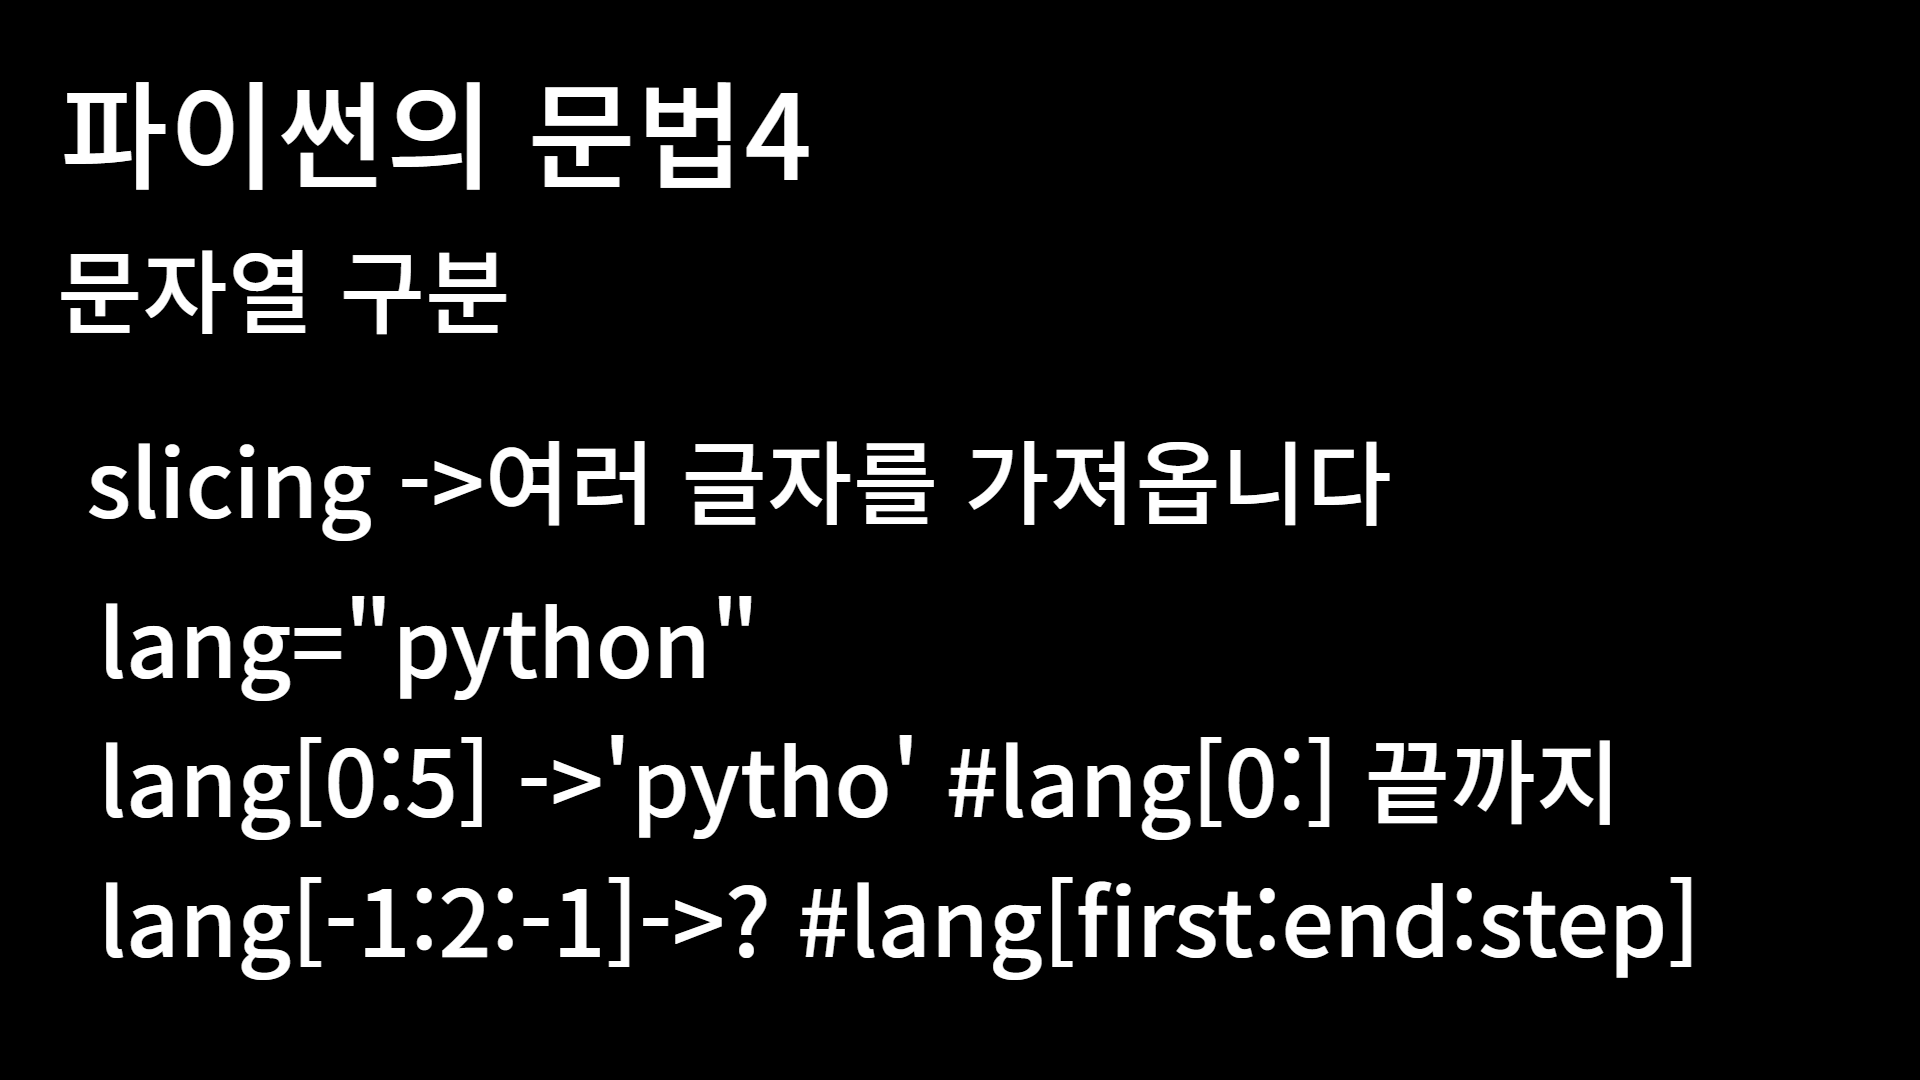 파이썬의 문법4
문자열 구분
slicing ->여러 글자를 가져옵니다
lang="python"
lang[0:5] ->'pytho' #lang[0:] 끝까지
lang[-1:2:-1]->? #lang[first:end:step]